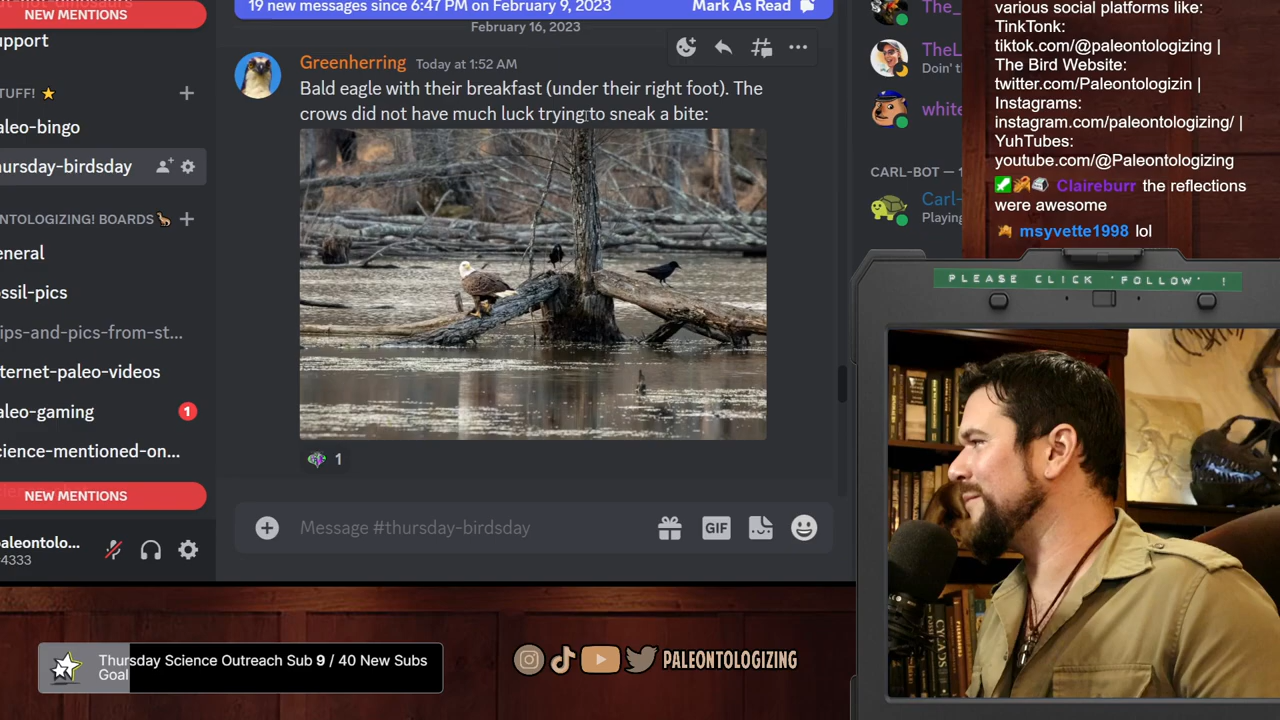 NEW MENTIONS
upport
TUFF! ⭐
aleo-bingo
hursday-birdsday
ONTOLOGIZING! BOARDS
eneral
ossil-pics
lips-and-pics-from-st...
nternet-paleo-videos
aleo-gaming
1
cience-mentioned-on...
NEW MENTIONS
paleontolo...
4333
19 new messages since 6:47 PM on February 9, 2023
Mark As Read
February 16, 2023
Greenherring Today at 1:52 AM
Bald eagle with their breakfast (under their right foot). The
crows did not have much luck trying to sneak a bite:
1
Message #thursday-birdsday
GIF
The_
TheL
Doin' t
white
CARL-BOT — 1
Carl-
Playing
various social platforms like:
TinkTonk:
tiktok.com/@paleontologizing |
The Bird Website:
twitter.com/Paleontologizin |
Instagrams:
instagram.com/paleontologizing/ |
YuhTubes:
youtube.com/@Paleontologizing
Claireburr the reflections
were awesome
msyvette1998 lol
PLEASE CLICK 'FOLLOW' !
CYCADS
Thursday Science Outreach Sub 9 / 40 New Subs
Goal
PALEONTOLOGIZING